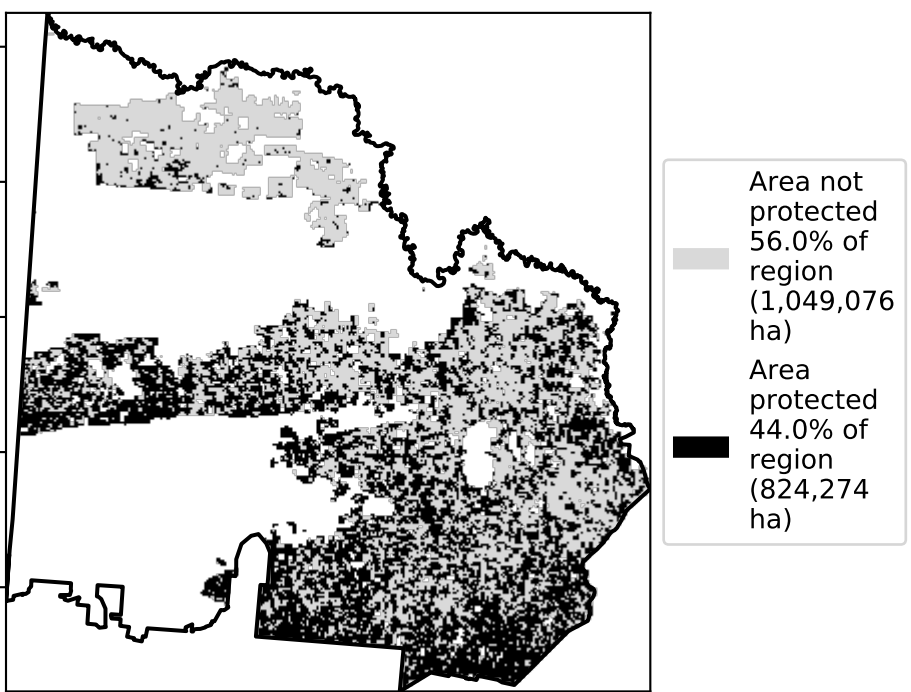 Area not
protected
56.0% of
region
(1,049,076
ha)
Area
protected
44.0% of
region
(824,274
ha)